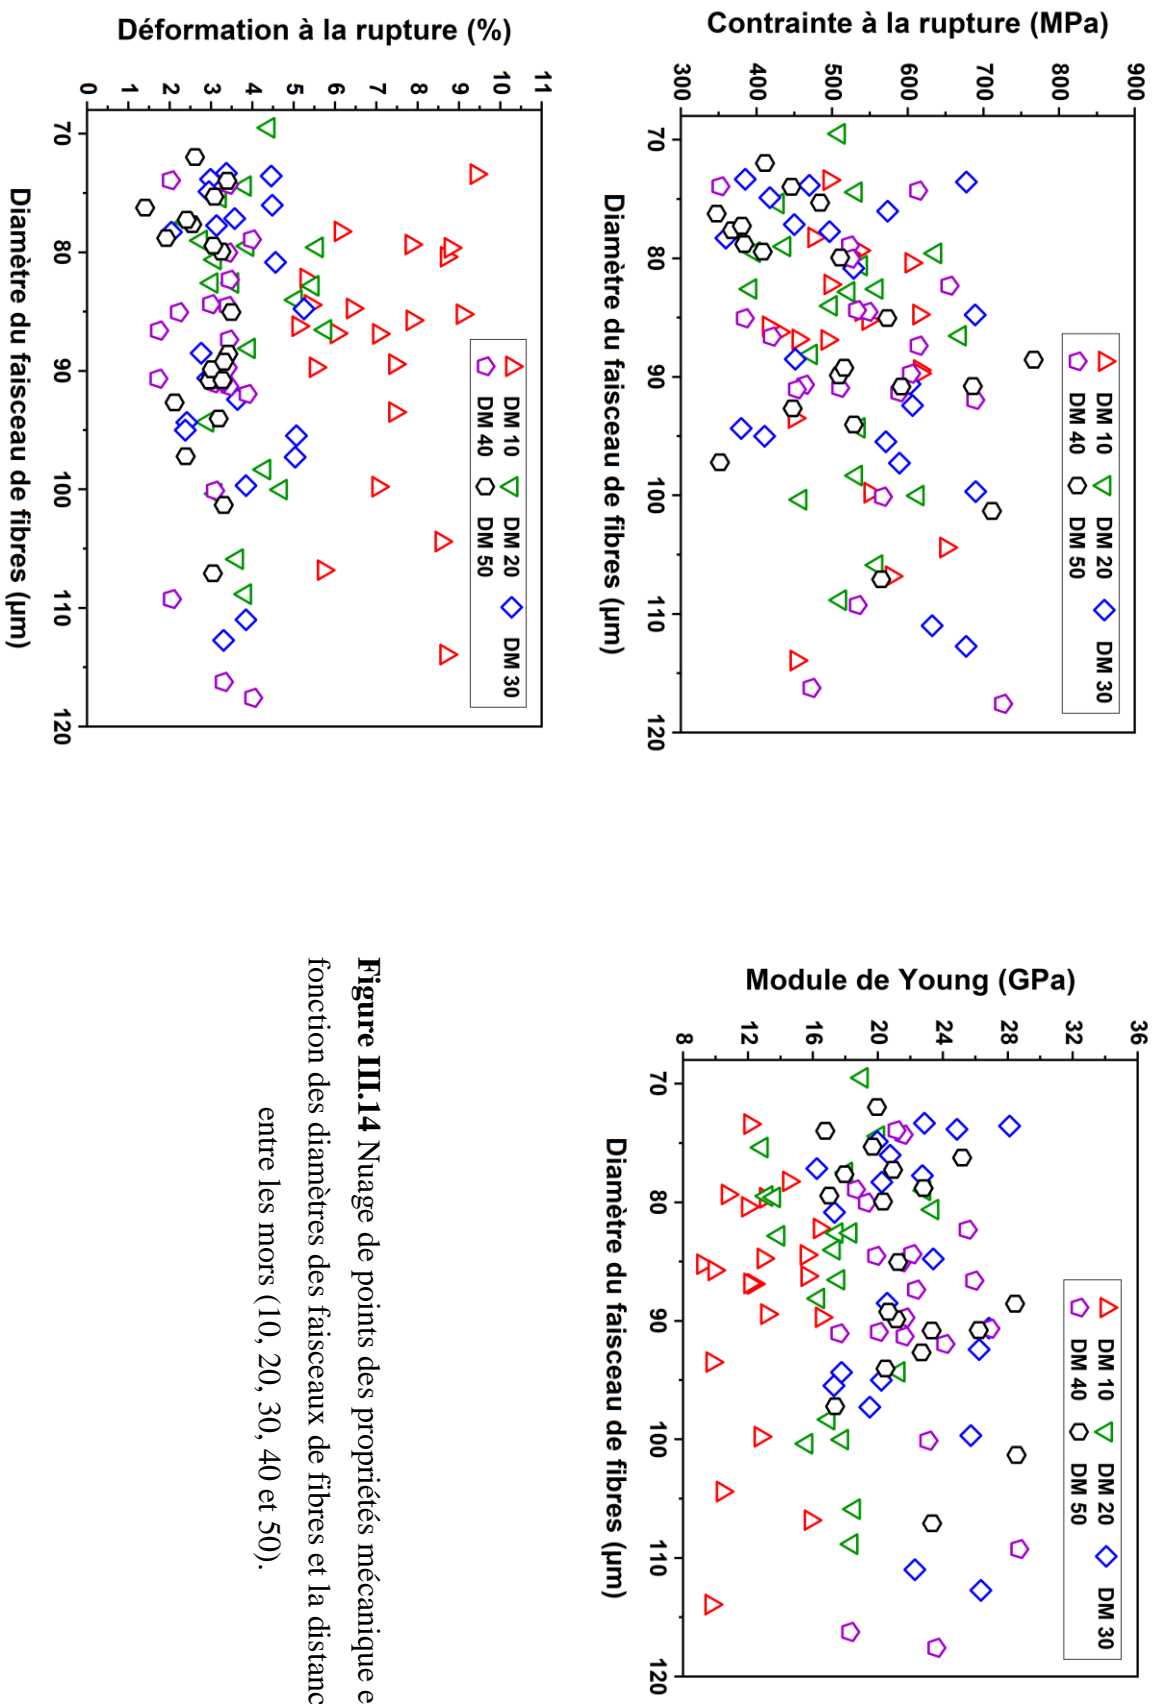 Contrainte à la rupture (MPa)
300 400 500 600 700 800 900
70 80 90 100 110 120
Diamètre du faisceau de fibres (µm)
DM 10 DM 20 DM 30
DM 40 DM 50
Module de Young (GPa)
8 12 16 20 24 28 32 36
70 80 90 100 110 120
Diamètre du faisceau de fibres (µm)
DM 10 DM 20 DM 30
DM 40 DM 50
Déformation à la rupture (%)
0 1 2 3 4 5 6 7 8 9 10 11
70 80 90 100 110 120
Diamètre du faisceau de fibres (µm)
DM 10 DM 20 DM 30
DM 40 DM 50
Figure III.14 Nuage de points des propriétés mécanique e
fonction des diamètres des faisceaux de fibres et la distanc
entre les mors (10, 20, 30, 40 et 50).